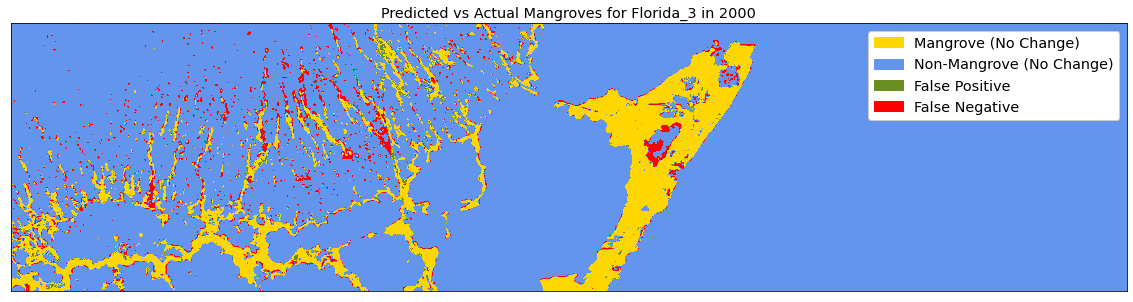 Predicted vs Actual Mangroves for Florida_3 in 2000
Mangrove (No Change)
Non-Mangrove (No Change)
False Positive
False Negative